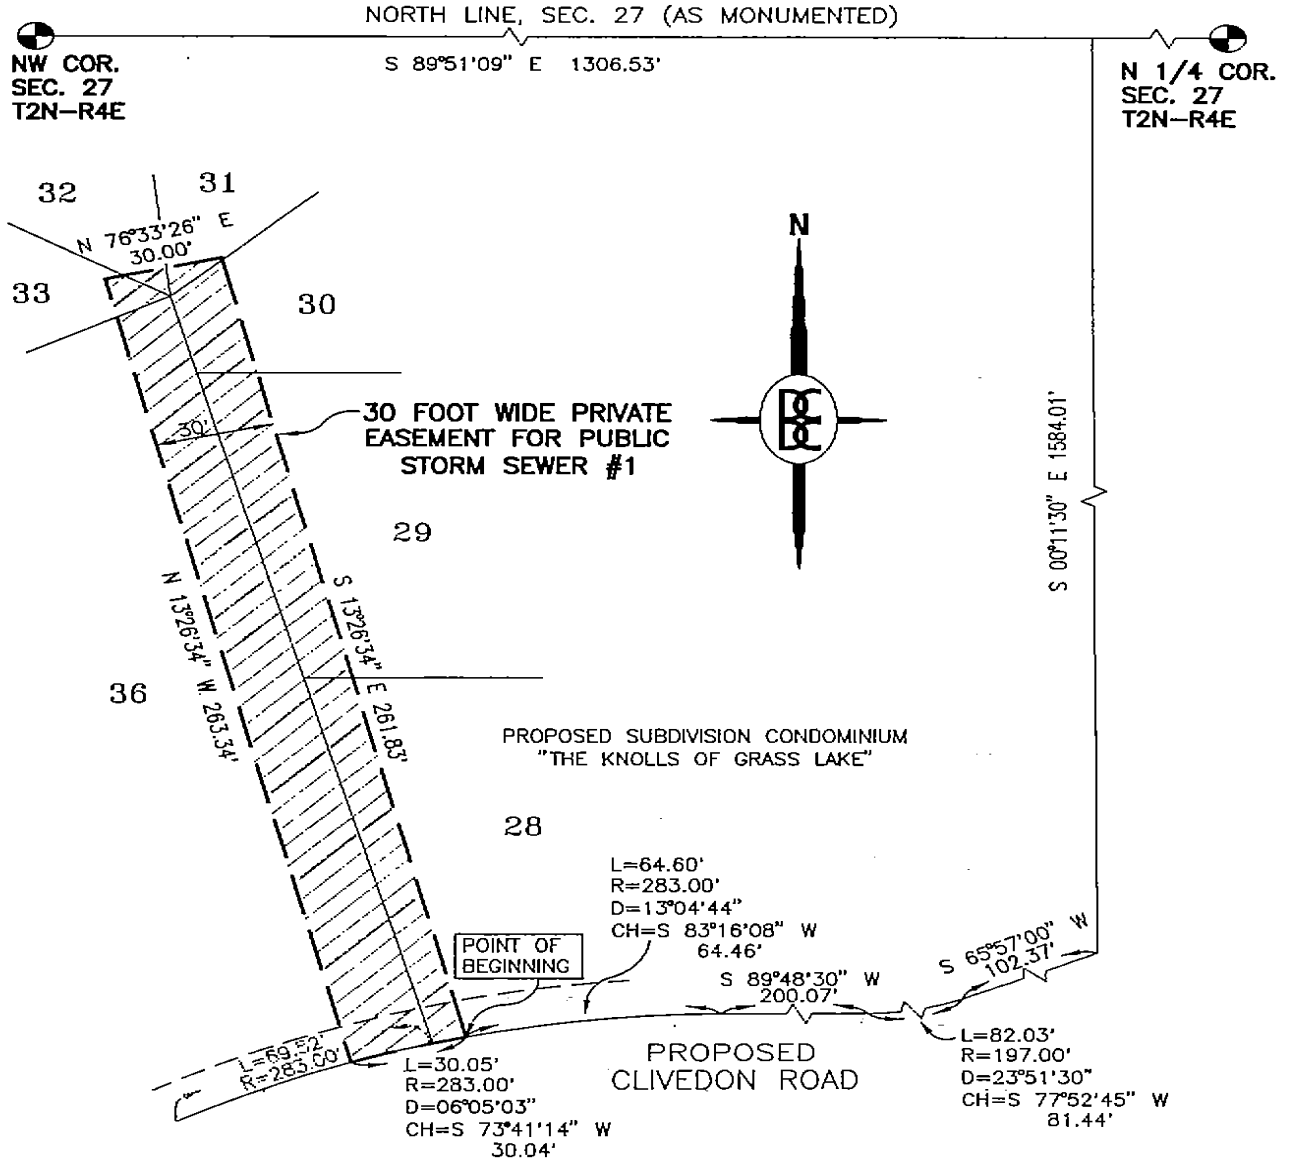 NORTH LINE, SEC. 27 (AS MONUMENTED)
S 89°51'09" E 1306.53'
NW COR.
SEC. 27
T2N-R4E
N 1/4 COR.
SEC. 27
T2N-R4E
32
31
N 76°33'26" E
30.00'
33
30
N
30 FOOT WIDE PRIVATE
EASEMENT FOR PUBLIC
STORM SEWER #1
30'
S 00°11'30" E 1584.01'
29
N 13°26'34" W 263.34'
S 13°26'34" E 261.83'
36
PROPOSED SUBDIVISION CONDOMINIUM
"THE KNOLLS OF GRASS LAKE"
28
L=64.60'
R=283.00'
D=13°04'44"
CH=S 83°16'08" W
64.46'
POINT OF
BEGINNING
S 89°48'30" W
200.07'
S 65°57'00" W
102.37'
L=69.52'
R=283.00'
L=30.05'
R=283.00'
D=06°05'03"
CH=S 73°41'14" W
30.04'
PROPOSED
CLIVEDON ROAD
L=82.03'
R=197.00'
D=23°51'30"
CH=S 77°52'45" W
81.44'